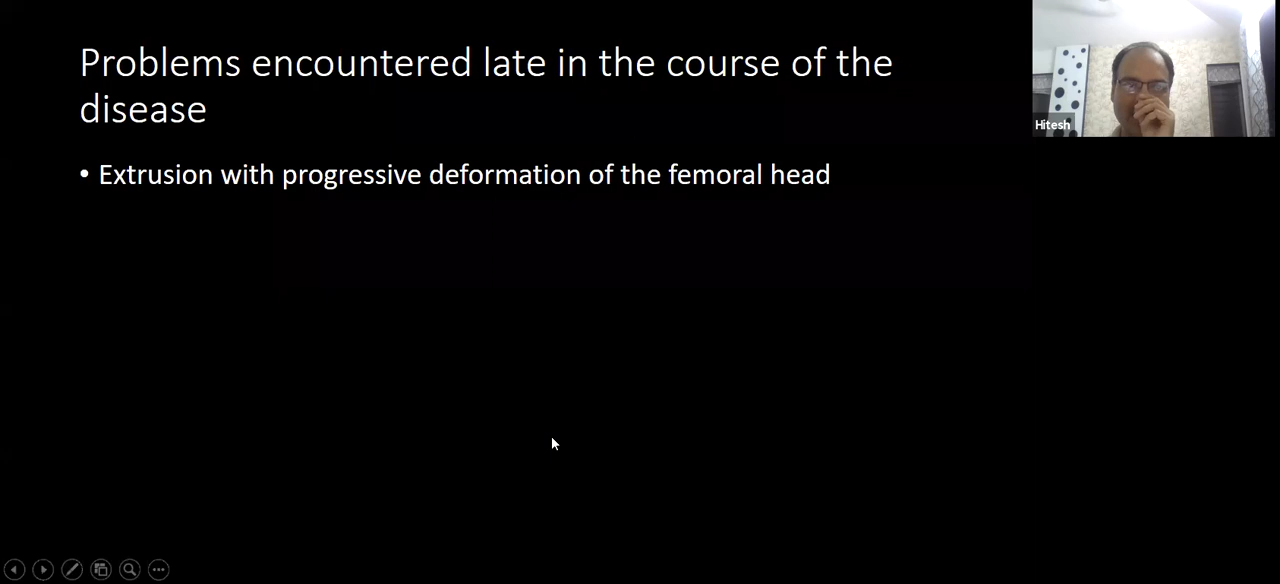 Problems encountered late in the course of the
disease
• Extrusion with progressive deformation of the femoral head
Hitesh